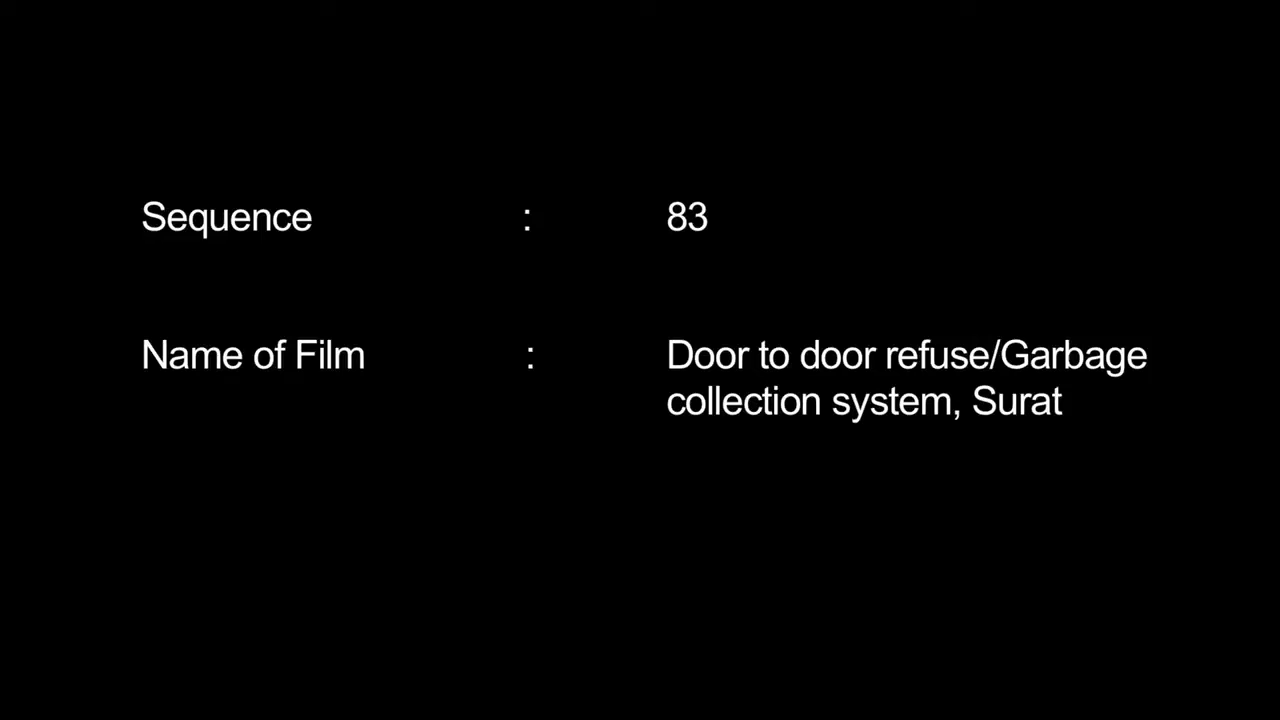 Sequence : 83
Name of Film : Door to door refuse/Garbage
collection system, Surat